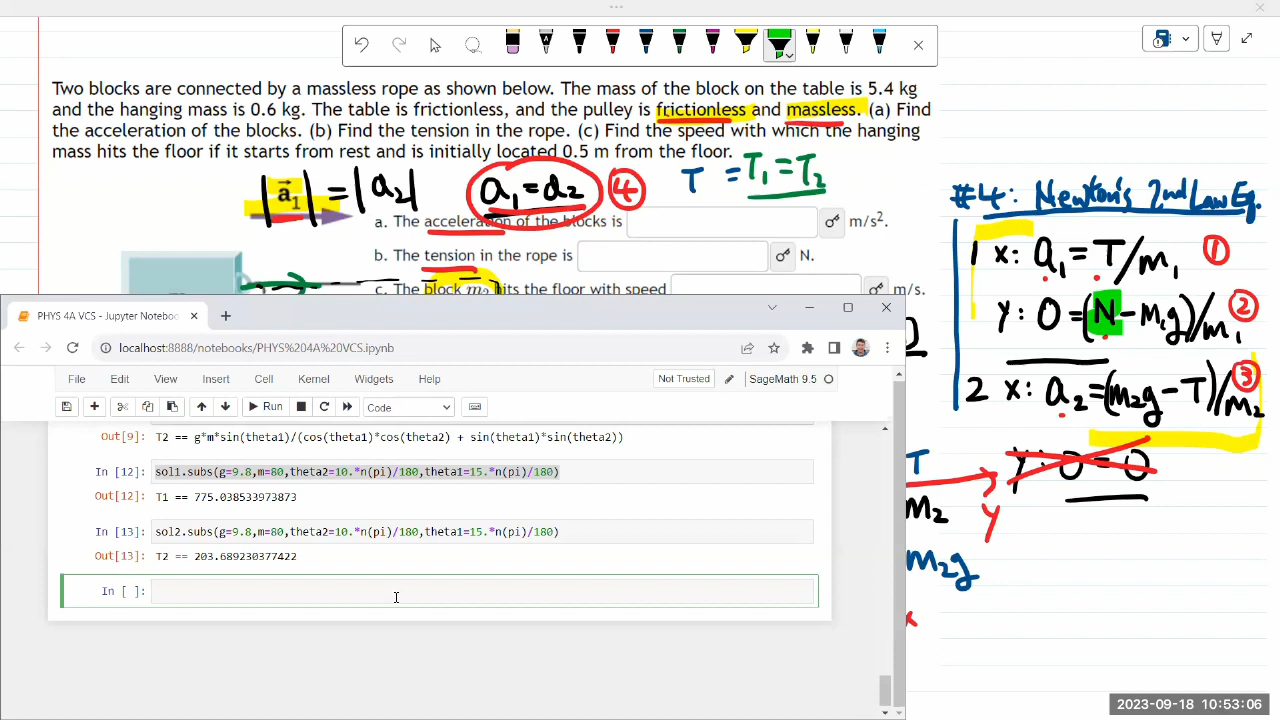 Two blocks are connected by a massless rope as shown below. The mass of the block on the table is 5.4 kg
and the hanging mass is 0.6 kg. The table is frictionless, and the pulley is frictionless and massless. (a) Find
the acceleration of the blocks. (b) Find the tension in the rope. (c) Find the speed with which the hanging
mass hits the floor if it starts from rest and is initially located 0.5 m from the floor.
|a⃗₁| = |a₂|
a₁ = a₂ ④
T = T₁ = T₂
a. The acceleration of the blocks is m/s².
b. The tension in the rope is N.
c. The block m₂ hits the floor with speed m/s.
#4: Newton's 2nd Law Eq.
1 x: a₁ = T/m₁ ①
y: 0 = (N - m₁g)/m₁ ②
2 x: a₂ = (m₂g - T)/m₂ ③
y: 0 = 0
T
m₂
y
m₂g
x
PHYS 4A VCS - Jupyter Noteboo
localhost:8888/notebooks/PHYS%204A%20VCS.ipynb
File Edit View Insert Cell Kernel Widgets Help
Not Trusted
SageMath 9.5
Run
Code
Out[9]: T2 == g*m*sin(theta1)/(cos(theta1)*cos(theta2) + sin(theta1)*sin(theta2))
In [12]: sol1.subs(g=9.8,m=80,theta2=10.*n(pi)/180,theta1=15.*n(pi)/180)
Out[12]: T1 == 775.038533973873
In [13]: sol2.subs(g=9.8,m=80,theta2=10.*n(pi)/180,theta1=15.*n(pi)/180)
Out[13]: T2 == 203.689230377422
In [ ]:
2023-09-18 10:53:06